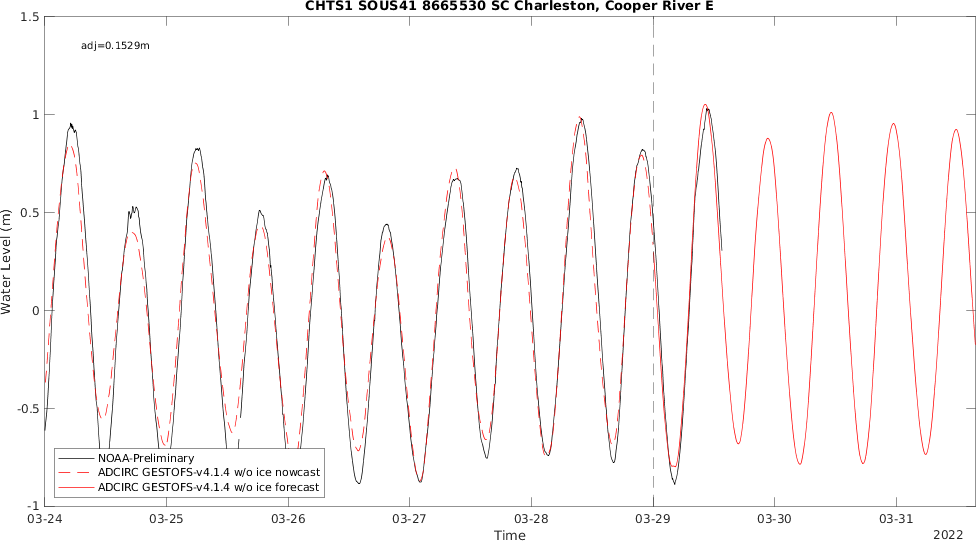 CHTS1 SOUS41 8665530 SC Charleston, Cooper River E
1.5
adj=0.1529m
1
0.5
Water Level (m)
0
-0.5
NOAA-Preliminary
ADCIRC GESTOFS-v4.1.4 w/o ice nowcast
ADCIRC GESTOFS-v4.1.4 w/o ice forecast
-1
03-24 03-25 03-26 03-27 03-28 03-29 03-30 03-31
Time
2022